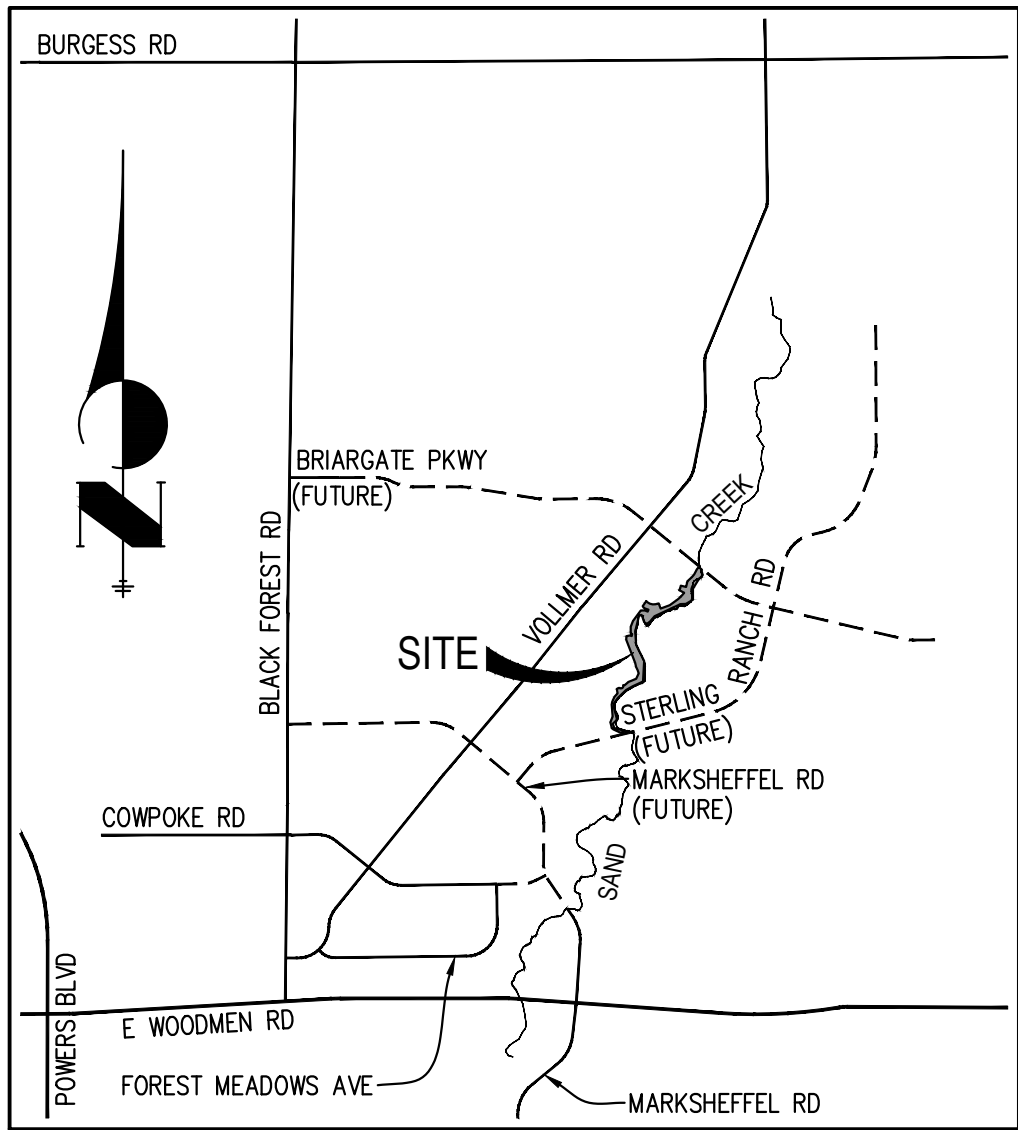 BURGESS RD
N
BRIARGATE PKWY
(FUTURE)
CREEK
BLACK FOREST RD
VOLLMER RD
RANCH RD
SITE
STERLING
(FUTURE)
MARKSHEFFEL RD
(FUTURE)
COWPOKE RD
SAND
POWERS BLVD
E WOODMEN RD
FOREST MEADOWS AVE
MARKSHEFFEL RD